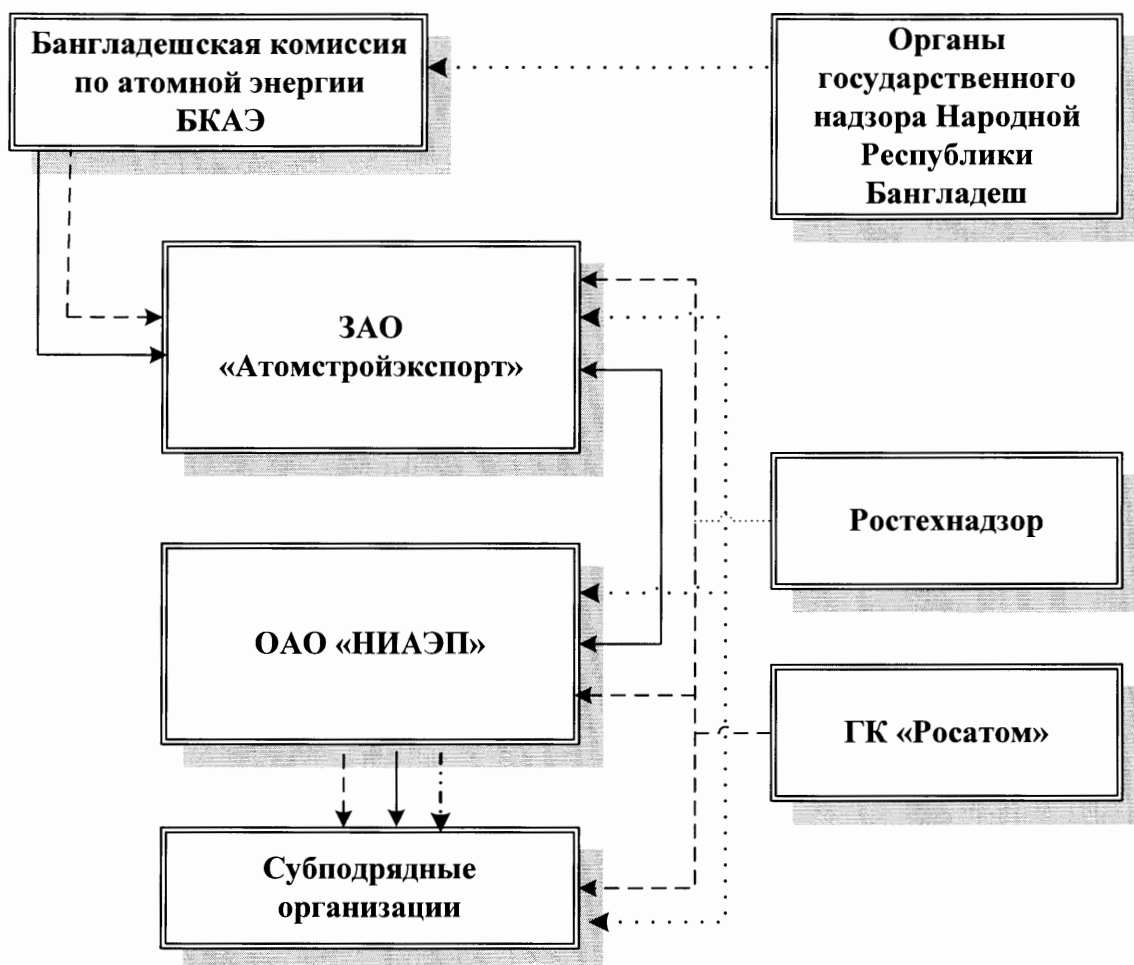 Бангладешская комиссия
по атомной энергии
БКАЭ
Органы
государственного
надзора Народной
Республики
Бангладеш
ЗАО
«Атомстройэкспорт»
Ростехнадзор
ОАО «НИАЭП»
ГК «Росатом»
Субподрядные
организации